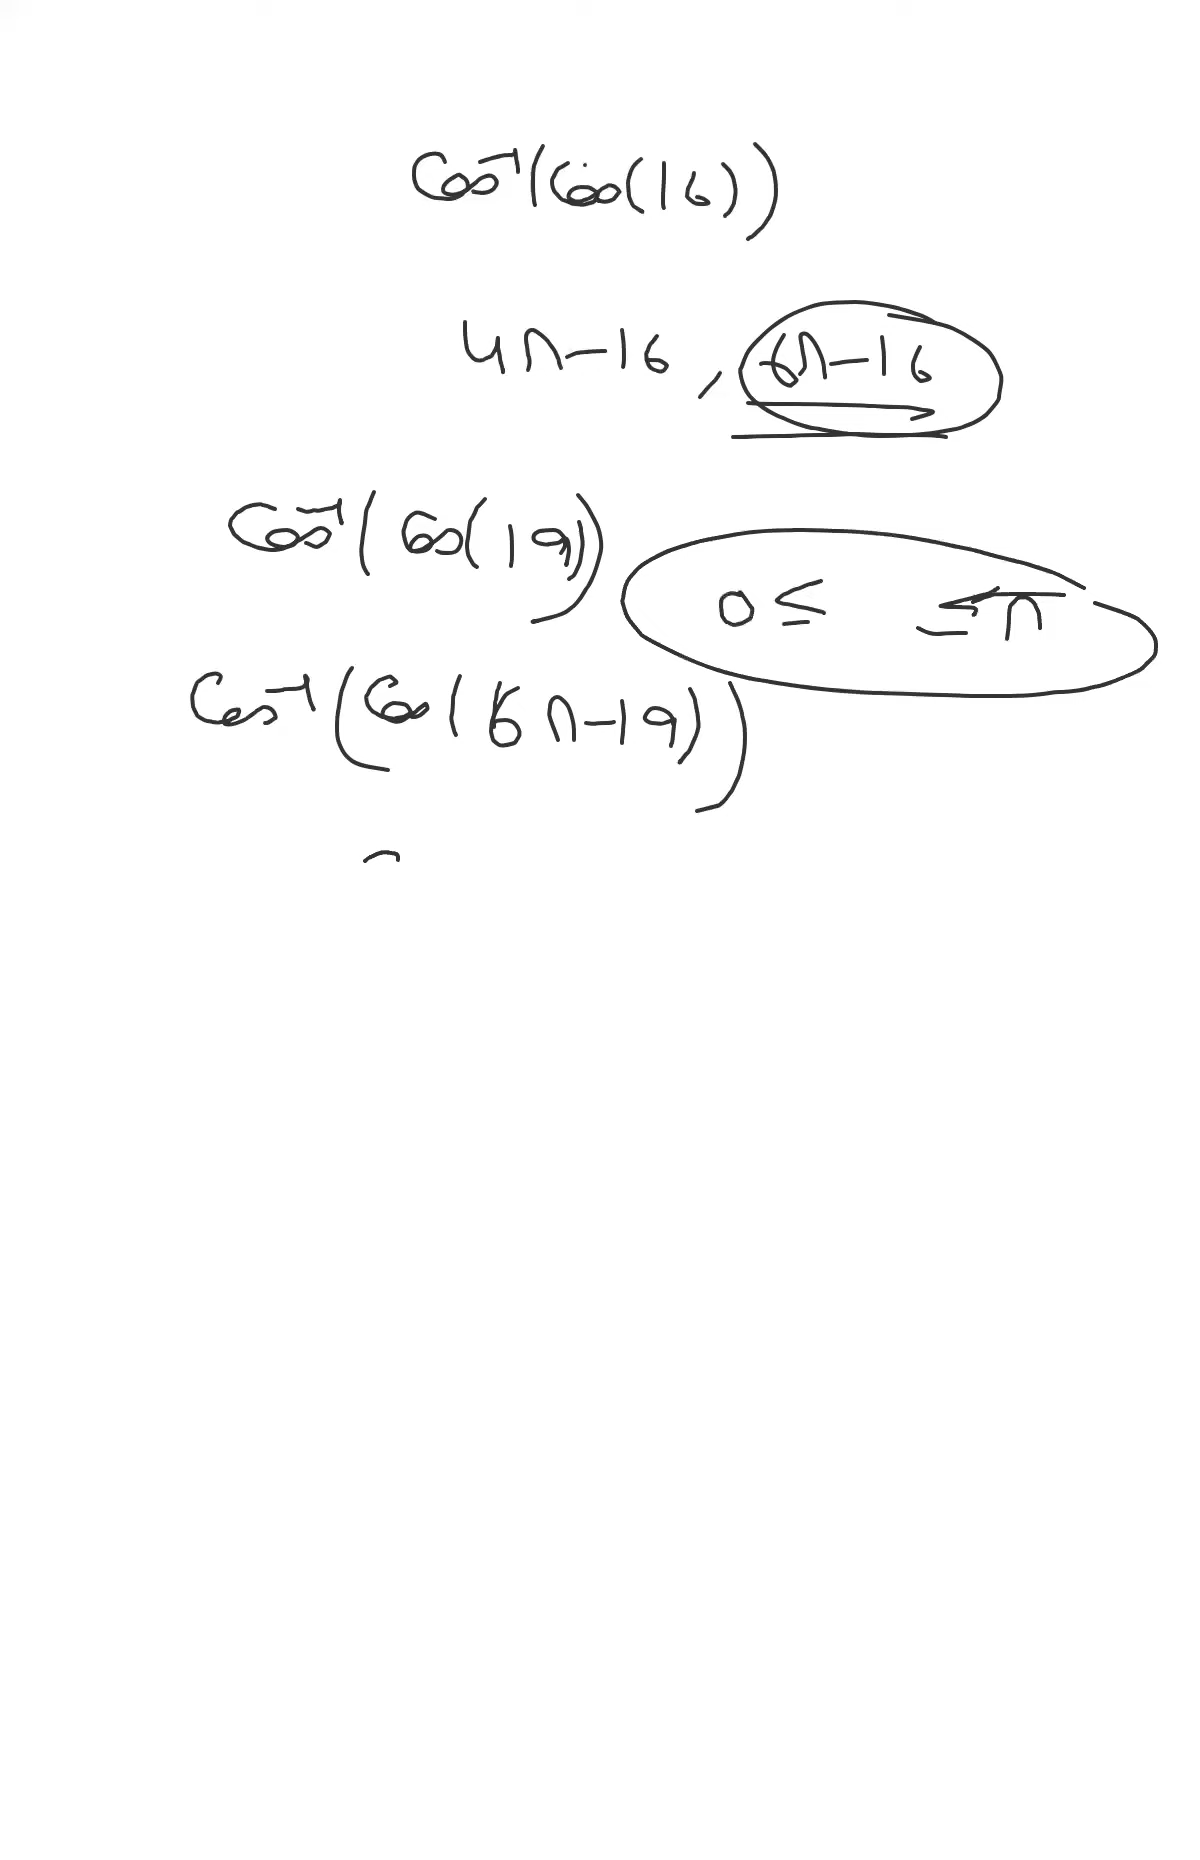 Cos⁻¹(Cos(16))
4π-16, 6π-16
Cos⁻¹(Cos(19))
0≤ ≤π
Cos⁻¹(Cos(6π-19))